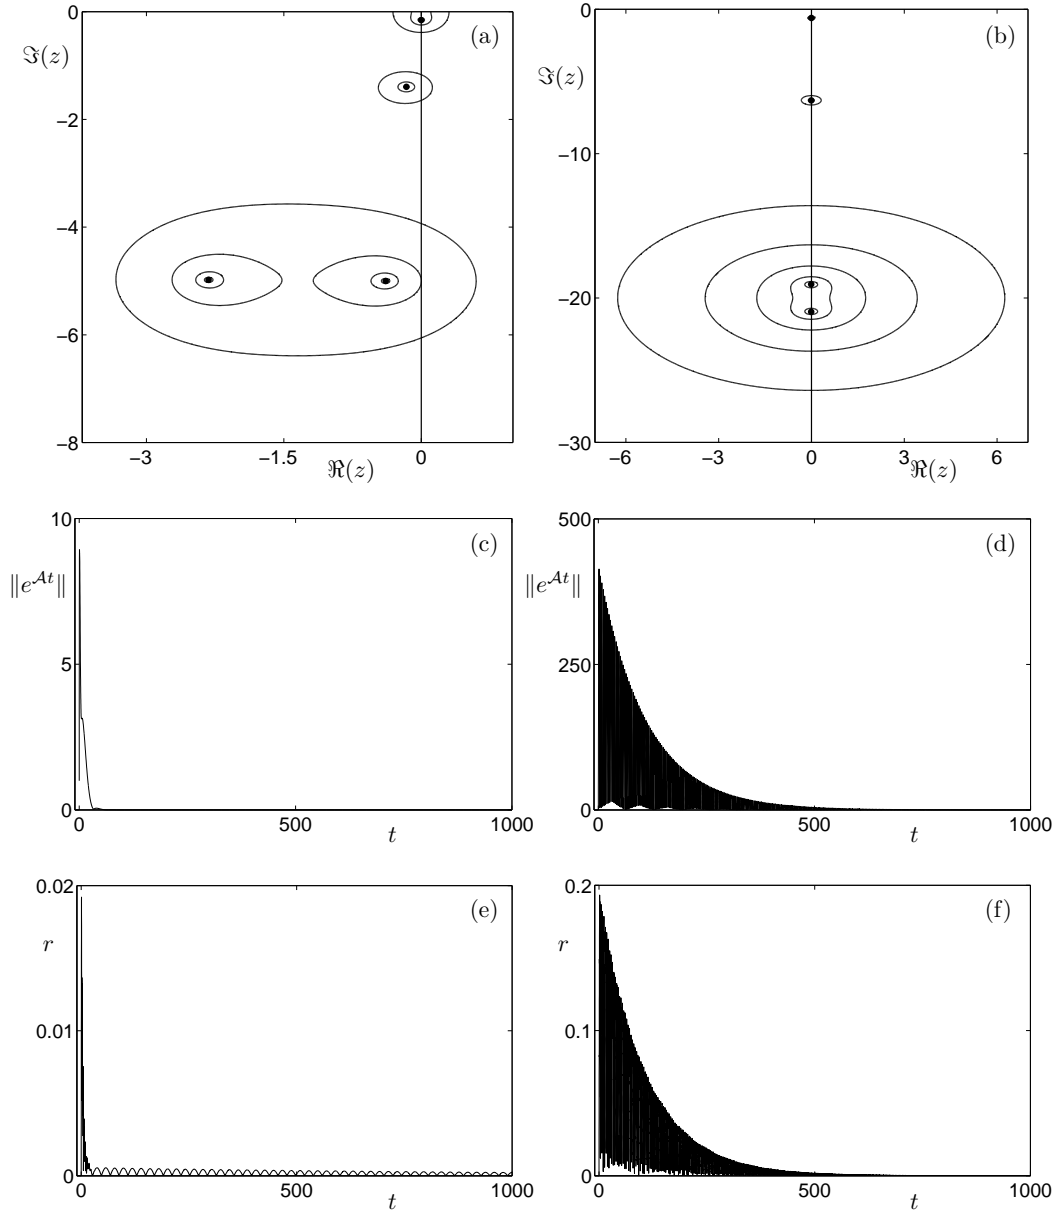 0 (a) 0 (b)
ℑ(z) ℑ(z)
−2
−10
−4
−20
−6
−8 −30
−3 −1.5 0 −6 −3 0 3 6
ℜ(z) ℜ(z)
10 (c) 500 (d)
‖e^{𝒜t}‖ ‖e^{𝒜t}‖
5 250
0 0
0 500 1000 0 500 1000
t t
0.02 (e) 0.2 (f)
r r
0.01 0.1
0 0
0 500 1000 0 500 1000
t t